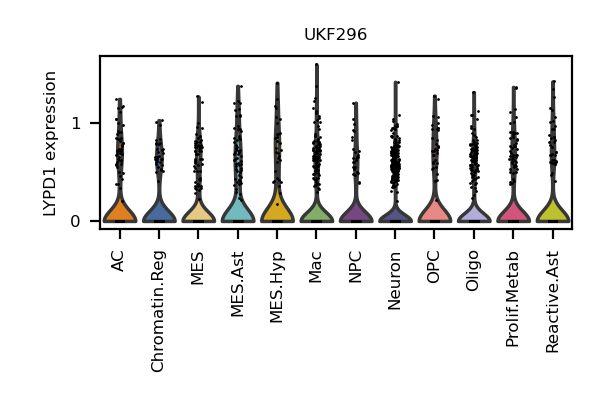 UKF296
LYPD1 expression
1
0
AC
Chromatin.Reg
MES
MES.Ast
MES.Hyp
Mac
NPC
Neuron
OPC
Oligo
Prolif.Metab
Reactive.Ast